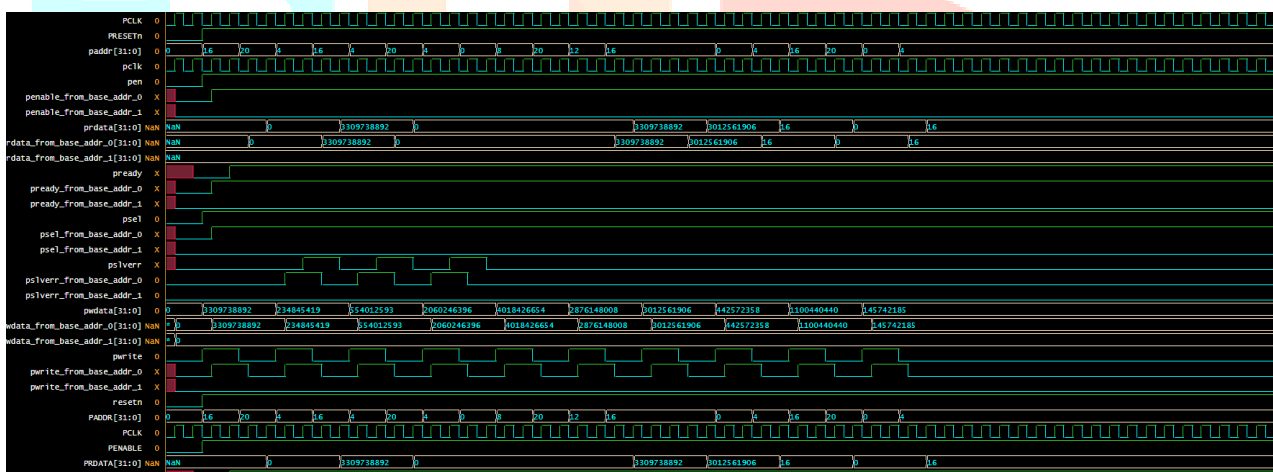 PCLK 0
PRESETn 0
paddr[31:0] 0 0 16 20 4 16 4 20 4 0 8 20 12 16 0 4 16 20 0 4
pclk 0
pen 0
penable_from_base_addr_0 X
penable_from_base_addr_1 X
prdata[31:0] NaN NaN 0 3309738892 0 3309738892 3012561906 16 0 16
rdata_from_base_addr_0[31:0] NaN NaN 0 3309738892 0 3309738892 3012561906 16 0 16
rdata_from_base_addr_1[31:0] NaN NaN
pready X
pready_from_base_addr_0 X
pready_from_base_addr_1 X
psel 0
psel_from_base_addr_0 X
psel_from_base_addr_1 X
pslverr X
pslverr_from_base_addr_0 0
pslverr_from_base_addr_1 0
pwdata[31:0] 0 0 3309738892 234845419 554012593 2060246396 4018426654 2876148008 3012561906 442572358 1100440440 145742185
wdata_from_base_addr_0[31:0] NaN * 0 3309738892 234845419 554012593 2060246396 4018426654 2876148008 3012561906 442572358 1100440440 145742185
wdata_from_base_addr_1[31:0] NaN * 0
pwrite 0
pwrite_from_base_addr_0 X
pwrite_from_base_addr_1 X
resetn 0
PADDR[31:0] 0 0 16 20 4 16 4 20 4 0 8 20 12 16 0 4 16 20 0 4
PCLK 0
PENABLE 0
PRDATA[31:0] NaN NaN 0 3309738892 0 3309738892 3012561906 16 0 16